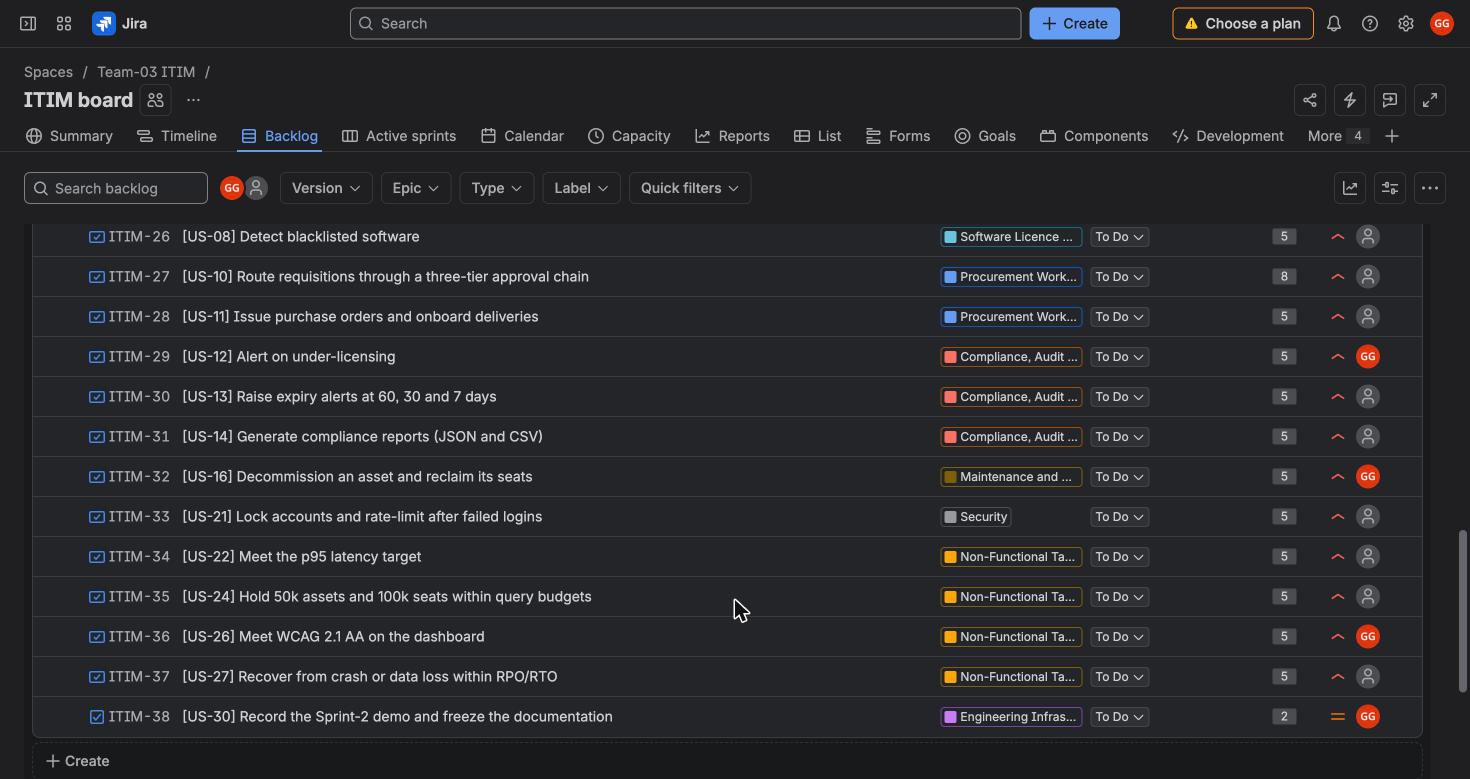 Jira
Search
Create
Choose a plan
GG
Spaces / Team-03 ITIM /
ITIM board
Summary Timeline Backlog Active sprints Calendar Capacity Reports List Forms Goals Components Development More 4
Search backlog GG Version Epic Type Label Quick filters
ITIM-26 [US-08] Detect blacklisted software Software Licence ... To Do 5
ITIM-27 [US-10] Route requisitions through a three-tier approval chain Procurement Work... To Do 8
ITIM-28 [US-11] Issue purchase orders and onboard deliveries Procurement Work... To Do 5
ITIM-29 [US-12] Alert on under-licensing Compliance, Audit ... To Do 5 GG
ITIM-30 [US-13] Raise expiry alerts at 60, 30 and 7 days Compliance, Audit ... To Do 5
ITIM-31 [US-14] Generate compliance reports (JSON and CSV) Compliance, Audit ... To Do 5
ITIM-32 [US-16] Decommission an asset and reclaim its seats Maintenance and ... To Do 5 GG
ITIM-33 [US-21] Lock accounts and rate-limit after failed logins Security To Do 5
ITIM-34 [US-22] Meet the p95 latency target Non-Functional Ta... To Do 5
ITIM-35 [US-24] Hold 50k assets and 100k seats within query budgets Non-Functional Ta... To Do 5
ITIM-36 [US-26] Meet WCAG 2.1 AA on the dashboard Non-Functional Ta... To Do 5 GG
ITIM-37 [US-27] Recover from crash or data loss within RPO/RTO Non-Functional Ta... To Do 5
ITIM-38 [US-30] Record the Sprint-2 demo and freeze the documentation Engineering Infras... To Do 2 GG
Create